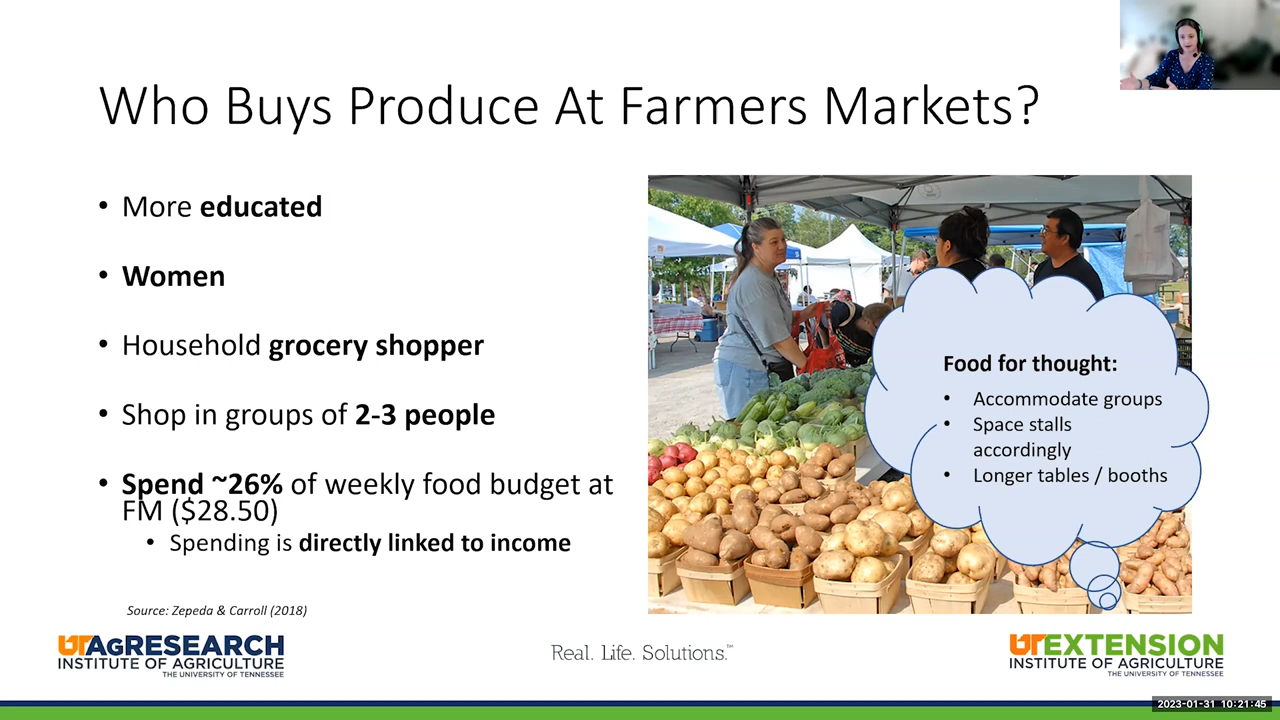 Who Buys Produce At Farmers Markets?
• More educated
• Women
• Household grocery shopper
• Shop in groups of 2-3 people
• Spend ~26% of weekly food budget at
FM ($28.50)
• Spending is directly linked to income
Source: Zepeda & Carroll (2018)
Food for thought:
• Accommodate groups
• Space stalls
accordingly
• Longer tables / booths
UTAGRESEARCH
INSTITUTE OF AGRICULTURE
THE UNIVERSITY OF TENNESSEE
Real. Life. Solutions.™
UTEXTENSION
INSTITUTE OF AGRICULTURE
THE UNIVERSITY OF TENNESSEE
2023-01-31 10:21:45